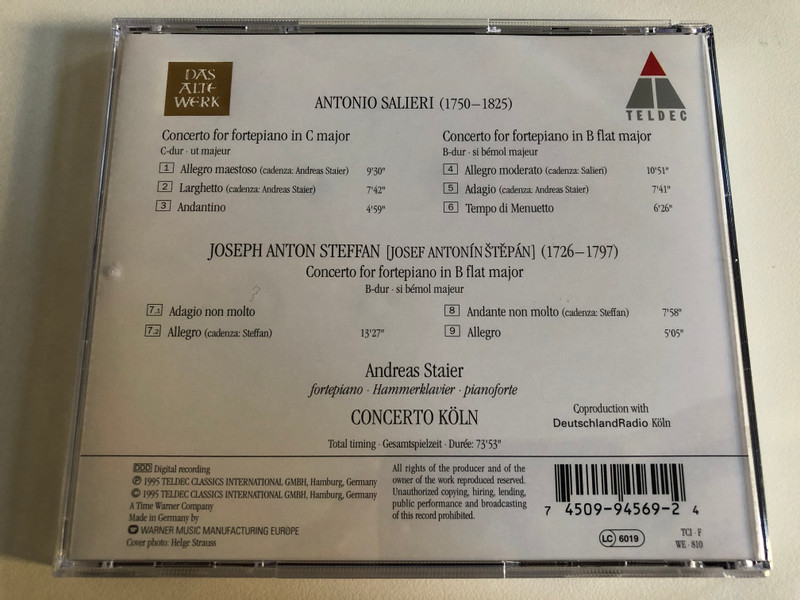 DAS
ALTE
WERK
TELDEC
ANTONIO SALIERI (1750–1825)
Concerto for fortepiano in C major
C-dur · ut majeur
1 Allegro maestoso (cadenza: Andreas Staier) 9'30"
2 Larghetto (cadenza: Andreas Staier) 7'42"
3 Andantino 4'59"
Concerto for fortepiano in B flat major
B-dur · si bémol majeur
4 Allegro moderato (cadenza: Salieri) 10'51"
5 Adagio (cadenza: Andreas Staier) 7'41"
6 Tempo di Menuetto 6'26"
JOSEPH ANTON STEFFAN [JOSEF ANTONÍN ŠTĚPÁN] (1726–1797)
Concerto for fortepiano in B flat major
B-dur · si bémol majeur
7.1 Adagio non molto
7.2 Allegro (cadenza: Steffan) 13'27"
8 Andante non molto (cadenza: Steffan) 7'58"
9 Allegro 5'05"
Andreas Staier
fortepiano · Hammerklavier · pianoforte
CONCERTO KÖLN
Coproduction with
DeutschlandRadio Köln
Total timing · Gesamtspielzeit · Durée: 73'53"
DDD Digital recording
℗ 1995 TELDEC CLASSICS INTERNATIONAL GMBH, Hamburg, Germany
© 1995 TELDEC CLASSICS INTERNATIONAL GMBH, Hamburg, Germany
A Time Warner Company
Made in Germany by
WARNER MUSIC MANUFACTURING EUROPE
Cover photo: Helge Strauss
All rights of the producer and of the
owner of the work reproduced reserved.
Unauthorized copying, hiring, lending,
public performance and broadcasting
of this record prohibited.
7 45099-94569-2 4
LC 6019
TCI · F
WE · 810